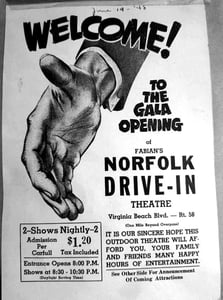 June 14 - '48
WELCOME!
TO THE
GALA
OPENING
of
FABIAN'S
NORFOLK
DRIVE-IN
THEATRE
Virginia Beach Blvd. — Rt. 58
(One Mile Beyond Overpass)
2-Shows Nightly-2
Admission
Per
Carfull
$1.20
Tax Included
Entrance Opens 8:00 P.M.
Shows at 8:30 - 10:30 P.M.
(Daylight Saving Time)
IT IS OUR SINCERE HOPE THIS
OUTDOOR THEATRE WILL AF-
FORD YOU, YOUR FAMILY
AND FRIENDS MANY HAPPY
HOURS OF ENTERTAINMENT.
See Other Side For Announcement
Of Coming Attractions